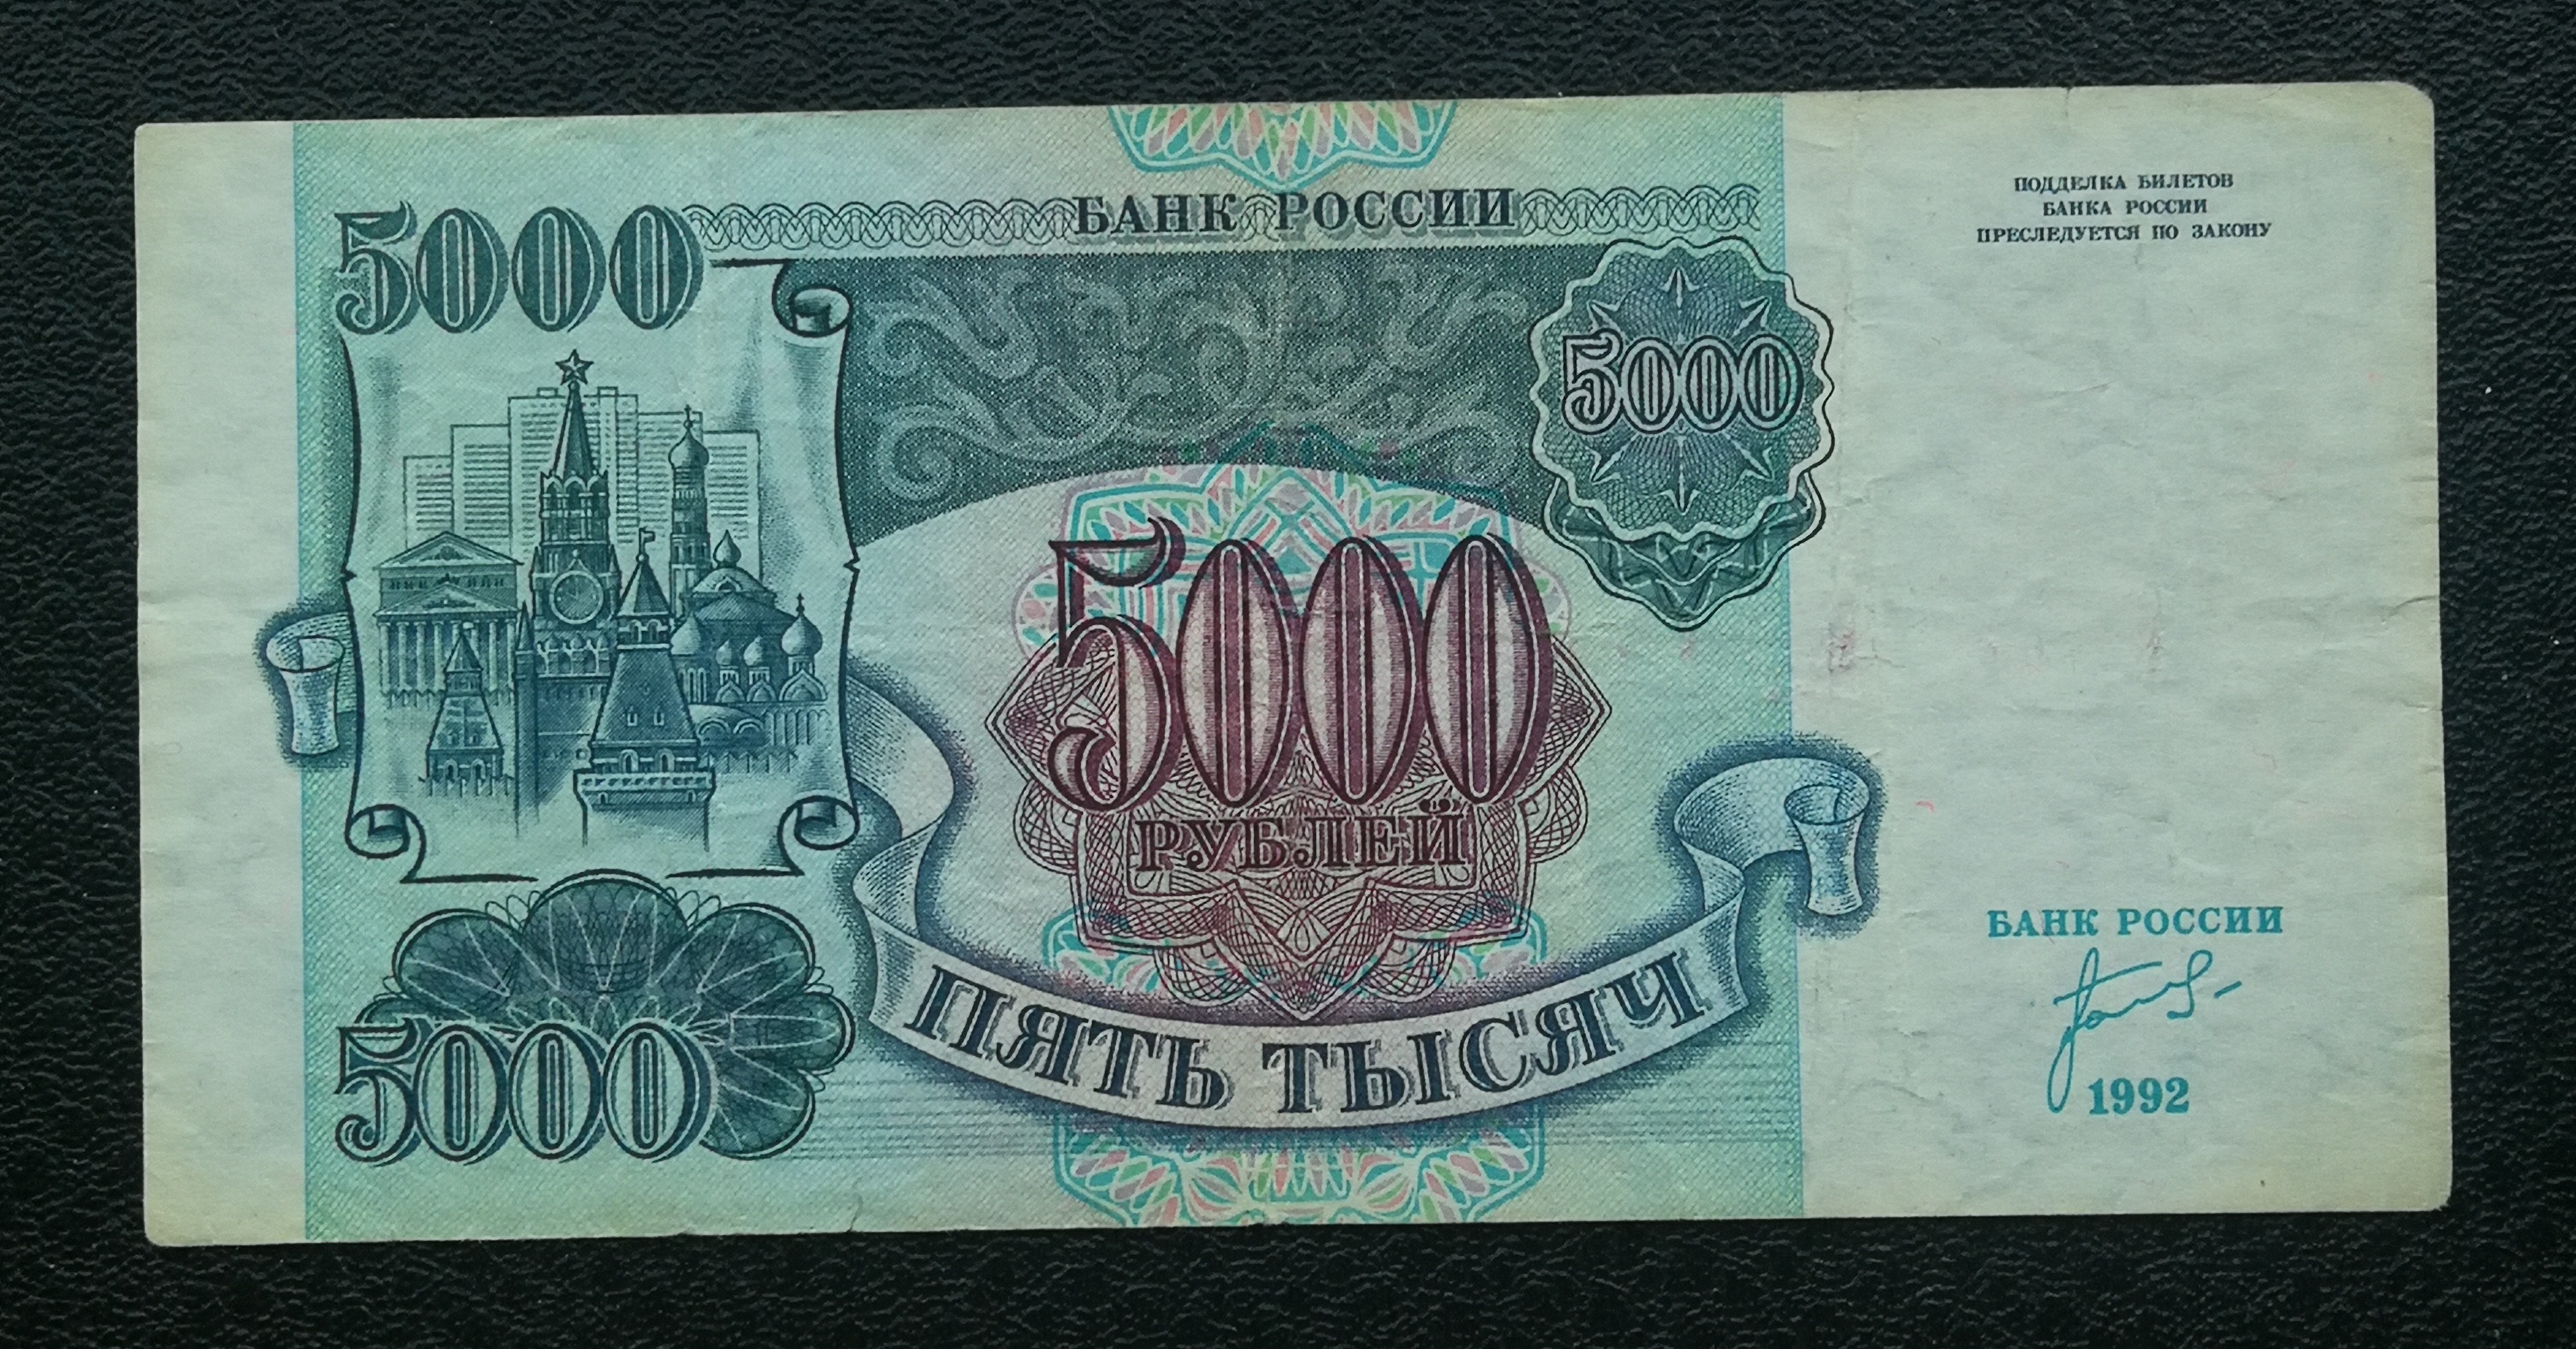 БАНК РОССИИ
5000
5000
ПОДДЕЛКА БИЛЕТОВ
БАНКА РОССИИ
ПРЕСЛЕДУЕТСЯ ПО ЗАКОНУ
5000
РУБЛЕЙ
ПЯТЬ ТЫСЯЧ
5000
БАНК РОССИИ
1992